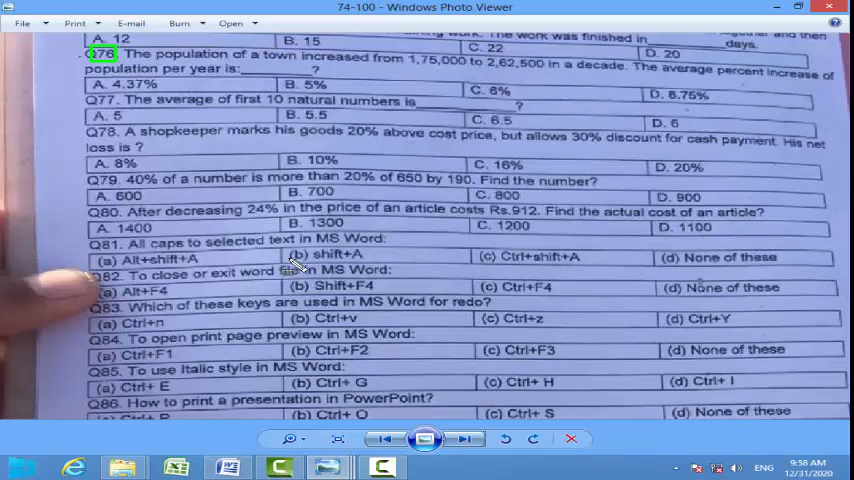 74-100 - Windows Photo Viewer
File Print E-mail Burn Open
The work was finished in__________ days.
A. 12 B. 15 C. 22 D. 20
Q76. The population of a town increased from 1,75,000 to 2,62,500 in a decade. The average percent increase of
population per year is:__________?
A. 4.37% B. 5% C. 6% D. 8.75%
Q77. The average of first 10 natural numbers is______________?
A. 5 B. 5.5 C. 6.5 D. 6
Q78. A shopkeeper marks his goods 20% above cost price, but allows 30% discount for cash payment. His net
loss is ?
A. 8% B. 10% C. 16% D. 20%
Q79. 40% of a number is more than 20% of 650 by 190. Find the number?
A. 600 B. 700 C. 800 D. 900
Q80. After decreasing 24% in the price of an article costs Rs.912. Find the actual cost of an article?
A. 1400 B. 1300 C. 1200 D. 1100
Q81. All caps to selected text in MS Word:
(a) Alt+shift+A (b) shift+A (c) Ctrl+shift+A (d) None of these
Q82. To close or exit word file in MS Word:
(a) Alt+F4 (b) Shift+F4 (c) Ctrl+F4 (d) None of these
Q83. Which of these keys are used in MS Word for redo?
(a) Ctrl+n (b) Ctrl+v (c) Ctrl+z (d) Ctrl+Y
Q84. To open print page preview in MS Word:
(a) Ctrl+F1 (b) Ctrl+F2 (c) Ctrl+F3 (d) None of these
Q85. To use Italic style in MS Word:
(a) Ctrl+ E (b) Ctrl+ G (c) Ctrl+ H (d) Ctrl+ I
Q86. How to print a presentation in PowerPoint?
(a) Ctrl+ P (b) Ctrl+ O (c) Ctrl+ S (d) None of these
ENG 9:58 AM
12/31/2020